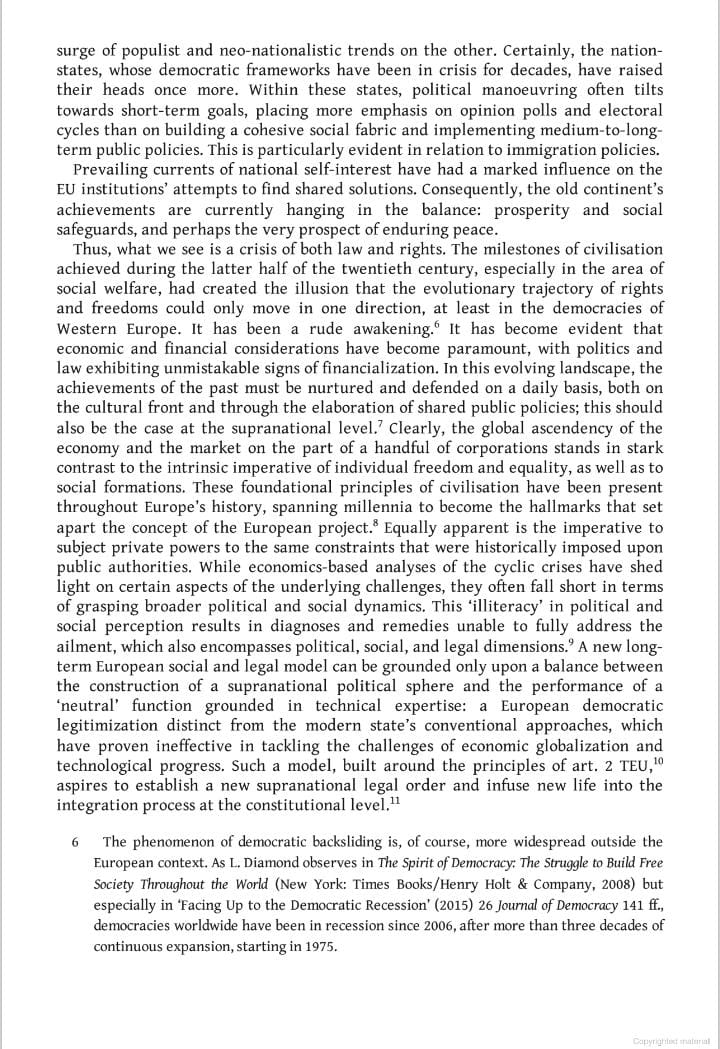 surge of populist and neo-nationalistic trends on the other. Certainly, the nation-
states, whose democratic frameworks have been in crisis for decades, have raised
their heads once more. Within these states, political manoeuvring often tilts
towards short-term goals, placing more emphasis on opinion polls and electoral
cycles than on building a cohesive social fabric and implementing medium-to-long-
term public policies. This is particularly evident in relation to immigration policies.
Prevailing currents of national self-interest have had a marked influence on the
EU institutions’ attempts to find shared solutions. Consequently, the old continent’s
achievements are currently hanging in the balance: prosperity and social
safeguards, and perhaps the very prospect of enduring peace.
Thus, what we see is a crisis of both law and rights. The milestones of civilisation
achieved during the latter half of the twentieth century, especially in the area of
social welfare, had created the illusion that the evolutionary trajectory of rights
and freedoms could only move in one direction, at least in the democracies of
Western Europe. It has been a rude awakening.⁶ It has become evident that
economic and financial considerations have become paramount, with politics and
law exhibiting unmistakable signs of financialization. In this evolving landscape, the
achievements of the past must be nurtured and defended on a daily basis, both on
the cultural front and through the elaboration of shared public policies; this should
also be the case at the supranational level.⁷ Clearly, the global ascendency of the
economy and the market on the part of a handful of corporations stands in stark
contrast to the intrinsic imperative of individual freedom and equality, as well as to
social formations. These foundational principles of civilisation have been present
throughout Europe’s history, spanning millennia to become the hallmarks that set
apart the concept of the European project.⁸ Equally apparent is the imperative to
subject private powers to the same constraints that were historically imposed upon
public authorities. While economics-based analyses of the cyclic crises have shed
light on certain aspects of the underlying challenges, they often fall short in terms
of grasping broader political and social dynamics. This ‘illiteracy’ in political and
social perception results in diagnoses and remedies unable to fully address the
ailment, which also encompasses political, social, and legal dimensions.⁹ A new long-
term European social and legal model can be grounded only upon a balance between
the construction of a supranational political sphere and the performance of a
‘neutral’ function grounded in technical expertise: a European democratic
legitimization distinct from the modern state’s conventional approaches, which
have proven ineffective in tackling the challenges of economic globalization and
technological progress. Such a model, built around the principles of art. 2 TEU,¹⁰
aspires to establish a new supranational legal order and infuse new life into the
integration process at the constitutional level.¹¹
6 The phenomenon of democratic backsliding is, of course, more widespread outside the
European context. As L. Diamond observes in The Spirit of Democracy: The Struggle to Build Free
Society Throughout the World (New York: Times Books/Henry Holt & Company, 2008) but
especially in ‘Facing Up to the Democratic Recession’ (2015) 26 Journal of Democracy 141 ff.,
democracies worldwide have been in recession since 2006, after more than three decades of
continuous expansion, starting in 1975.
Copyrighted material